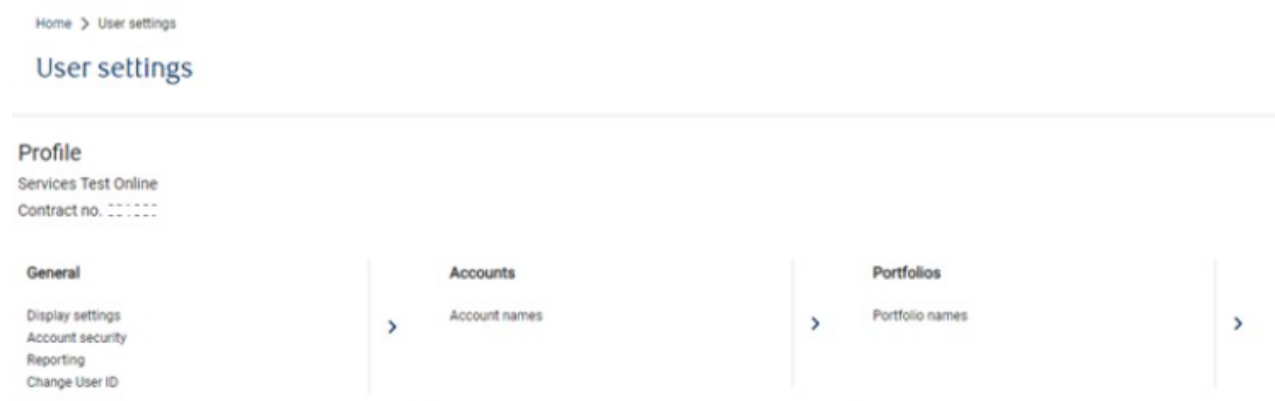 Home > User settings
User settings
Profile
Services Test Online
Contract no.
General
Display settings
Account security
Reporting
Change User ID
Accounts
Account names
Portfolios
Portfolio names